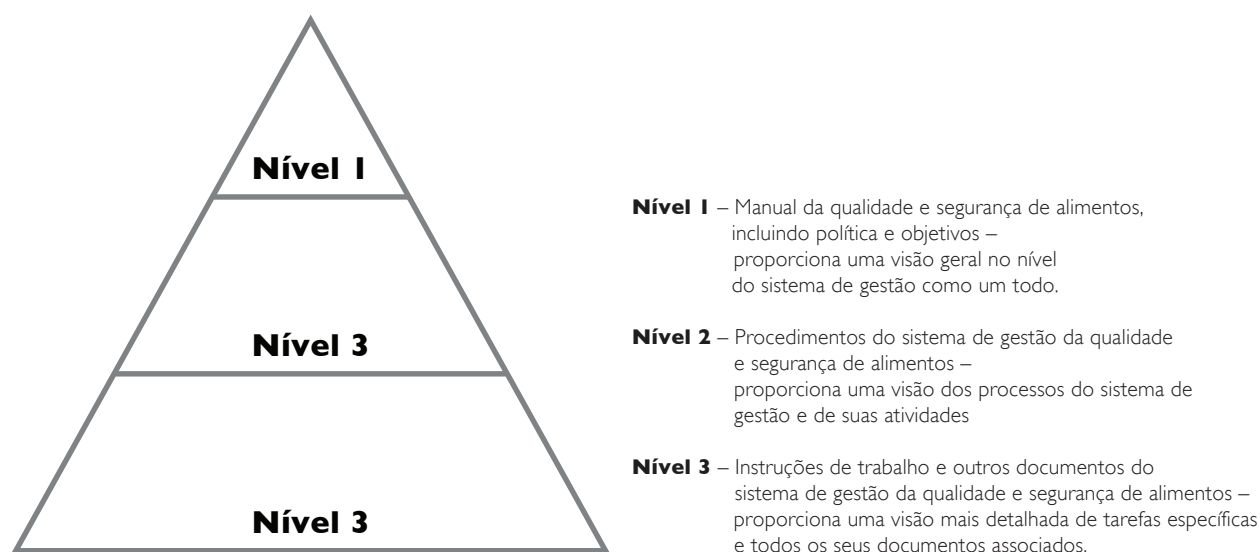 Nível 1
Nível 3
Nível 3
Nível 1 – Manual da qualidade e segurança de alimentos,
incluindo política e objetivos –
proporciona uma visão geral no nível
do sistema de gestão como um todo.
Nível 2 – Procedimentos do sistema de gestão da qualidade
e segurança de alimentos –
proporciona uma visão dos processos do sistema de
gestão e de suas atividades
Nível 3 – Instruções de trabalho e outros documentos do
sistema de gestão da qualidade e segurança de alimentos –
proporciona uma visão mais detalhada de tarefas específicas
e todos os seus documentos associados.